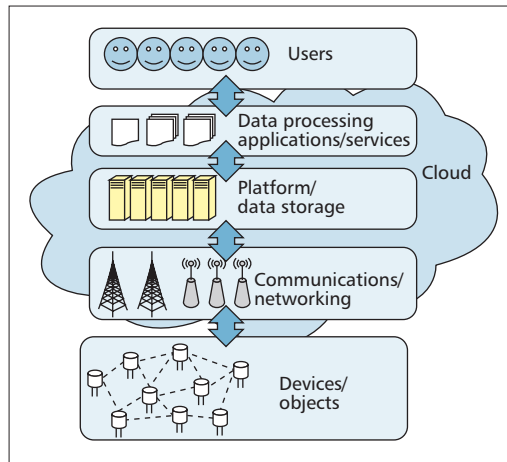 Users
Data processing
applications/services
Cloud
Platform/
data storage
Communications/
networking
Devices/
objects